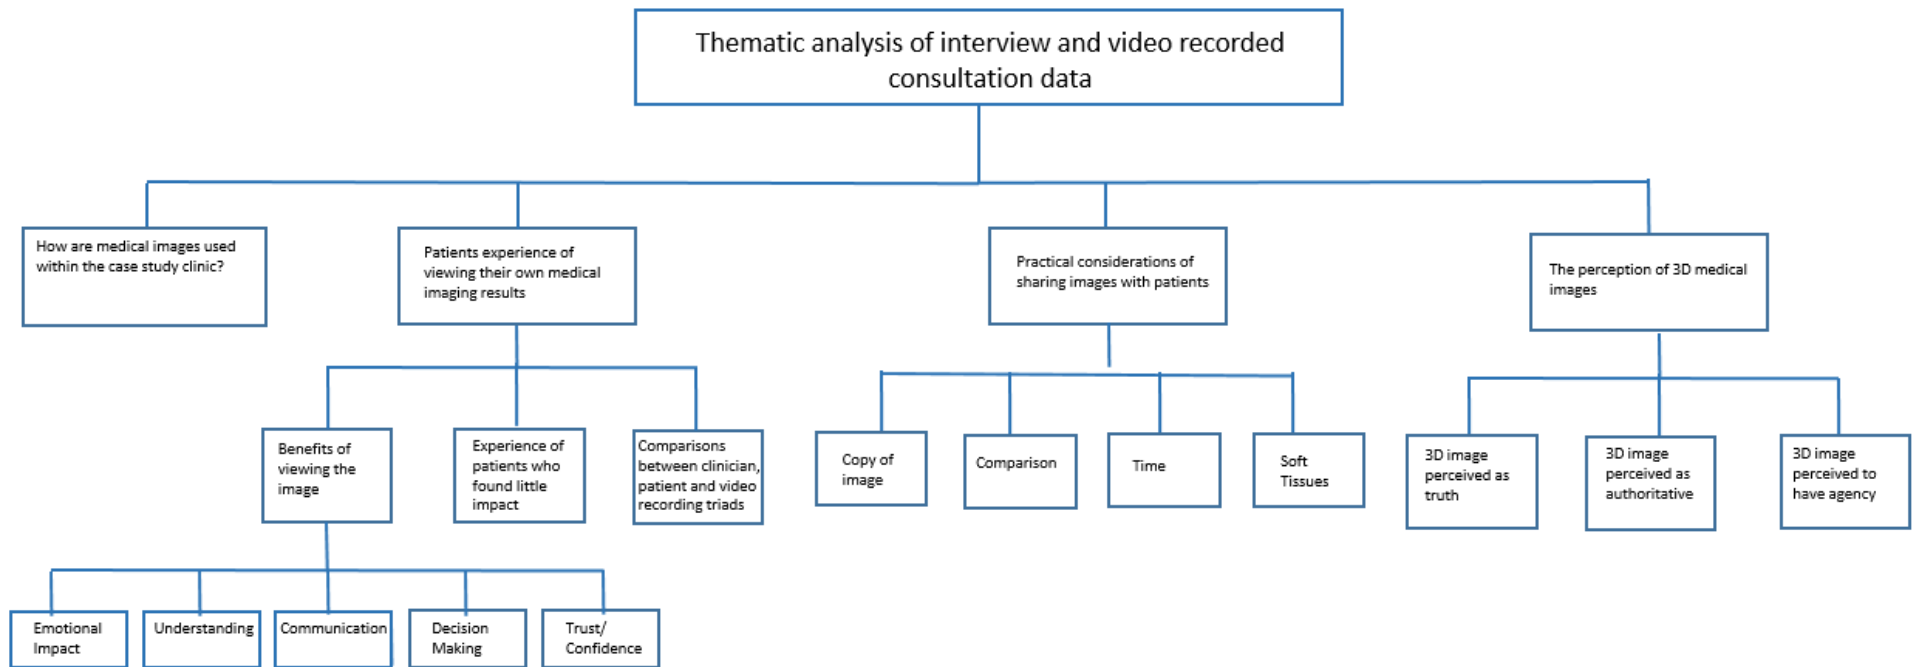 Thematic analysis of interview and video recorded
consultation data
How are medical images used
within the case study clinic?
Patients experience of
viewing their own medical
imaging results
Practical considerations of
sharing images with patients
The perception of 3D medical
images
Benefits of
viewing the
image
Experience of
patients who
found little
impact
Comparisons
between clinician,
patient and video
recording triads
Copy of
image
Comparison
Time
Soft
Tissues
3D image
perceived as
truth
3D image
perceived as
authoritative
3D image
perceived to
have agency
Emotional
Impact
Understanding
Communication
Decision
Making
Trust/
Confidence